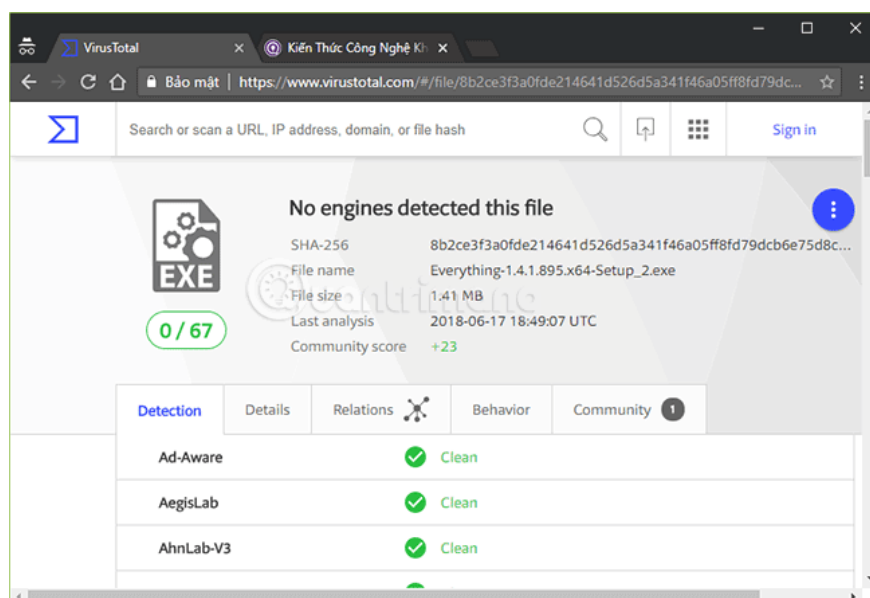 VirusTotal
Kiến Thức Công Nghệ Kh
Bảo mật | https://www.virustotal.com/#/file/8b2ce3f3a0fde214641d526d5a341f46a05ff8fd79dc...
Search or scan a URL, IP address, domain, or file hash
Sign in
No engines detected this file
SHA-256 8b2ce3f3a0fde214641d526d5a341f46a05ff8fd79dcb6e75d8c...
File name Everything-1.4.1.895.x64-Setup_2.exe
File size 1.41 MB
Last analysis 2018-06-17 18:49:07 UTC
Community score +23
EXE
0 / 67
Quantrimang
Detection Details Relations Behavior Community 1
Ad-Aware Clean
AegisLab Clean
AhnLab-V3 Clean